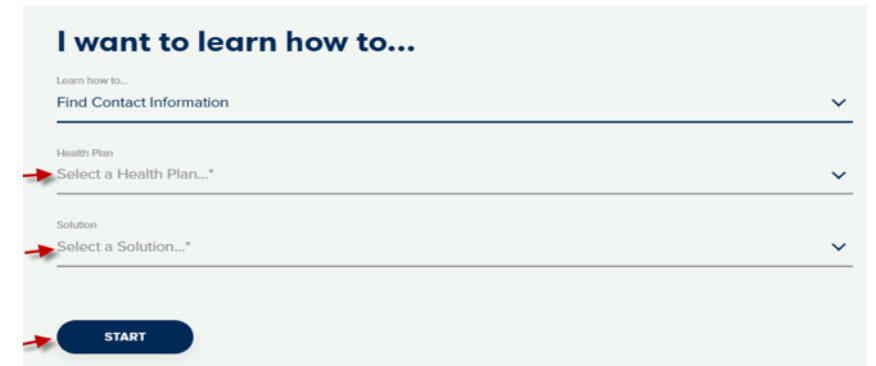 I want to learn how to...
Learn how to...
Find Contact Information
Health Plan
Select a Health Plan...*
Solution
Select a Solution...*
START